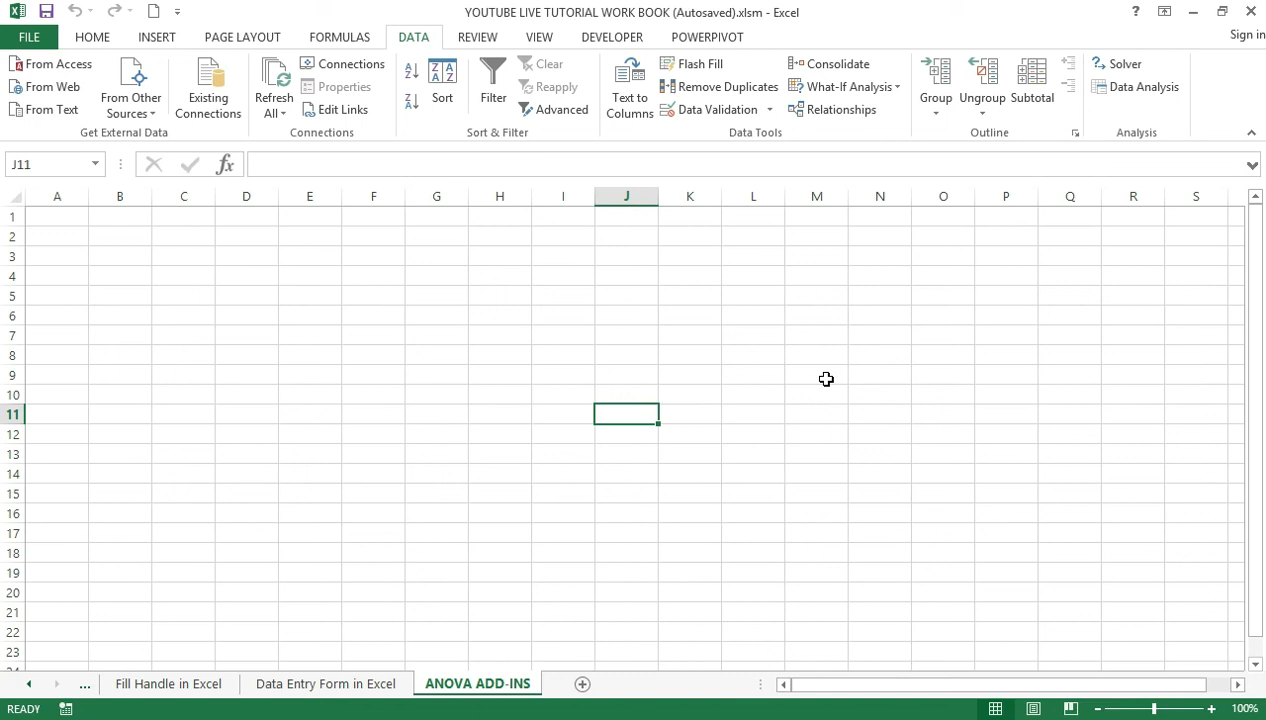 YOUTUBE LIVE TUTORIAL WORK BOOK (Autosaved).xlsm - Excel
?
FILE HOME INSERT PAGE LAYOUT FORMULAS DATA REVIEW VIEW DEVELOPER POWERPIVOT Sign in
From Access
From Web
From Text
From Other
Sources
Existing
Connections
Get External Data
Refresh
All
Connections
Properties
Edit Links
Connections
Sort
Filter
Clear
Reapply
Advanced
Sort & Filter
Text to
Columns
Flash Fill
Remove Duplicates
Data Validation
Consolidate
What-If Analysis
Relationships
Data Tools
Group
Ungroup
Subtotal
Outline
Solver
Data Analysis
Analysis
J11
fx
A B C D E F G H I J K L M N O P Q R S
1
2
3
4
5
6
7
8
9
10
11
12
13
14
15
16
17
18
19
20
21
22
23
... Fill Handle in Excel Data Entry Form in Excel ANOVA ADD-INS
READY 100%